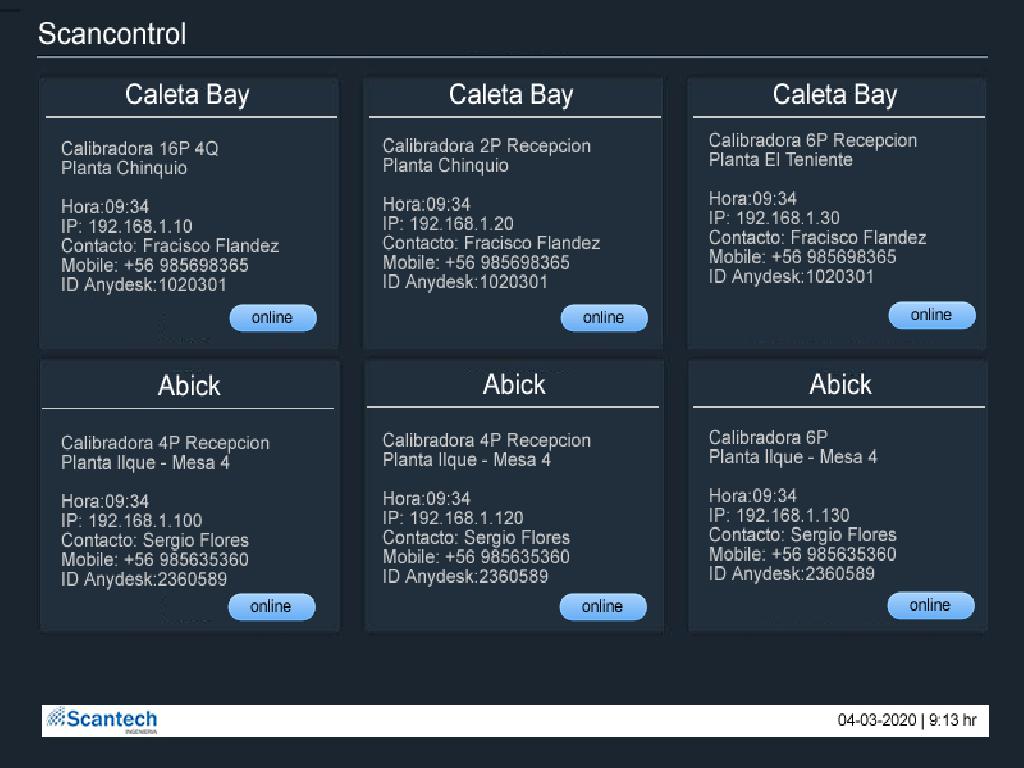 Scancontrol
Caleta Bay
Calibradora 16P 4Q
Planta Chinquio
Hora:09:34
IP: 192.168.1.10
Contacto: Fracisco Flandez
Mobile: +56 985698365
ID Anydesk:1020301
online
Caleta Bay
Calibradora 2P Recepcion
Planta Chinquio
Hora:09:34
IP: 192.168.1.20
Contacto: Fracisco Flandez
Mobile: +56 985698365
ID Anydesk:1020301
online
Caleta Bay
Calibradora 6P Recepcion
Planta El Teniente
Hora:09:34
IP: 192.168.1.30
Contacto: Fracisco Flandez
Mobile: +56 985698365
ID Anydesk:1020301
online
Abick
Calibradora 4P Recepcion
Planta Ilque - Mesa 4
Hora:09:34
IP: 192.168.1.100
Contacto: Sergio Flores
Mobile: +56 985635360
ID Anydesk:2360589
online
Abick
Calibradora 4P Recepcion
Planta Ilque - Mesa 4
Hora:09:34
IP: 192.168.1.120
Contacto: Sergio Flores
Mobile: +56 985635360
ID Anydesk:2360589
online
Abick
Calibradora 6P
Planta Ilque - Mesa 4
Hora:09:34
IP: 192.168.1.130
Contacto: Sergio Flores
Mobile: +56 985635360
ID Anydesk:2360589
online
Scantech
INGENIERIA
04-03-2020 | 9:13 hr